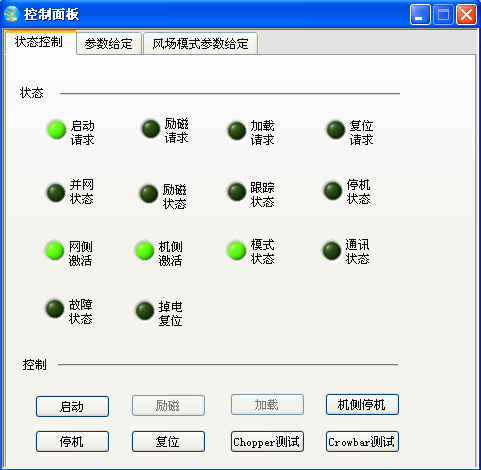 控制面板
状态控制 参数给定 风场模式参数给定
状态
启动
请求
励磁
请求
加载
请求
复位
请求
并网
状态
励磁
状态
跟踪
状态
停机
状态
网侧
激活
机侧
激活
模式
状态
通讯
状态
故障
状态
掉电
复位
控制
启动 励磁 加载 机侧停机
停机 复位 Chopper测试 Crowbar测试